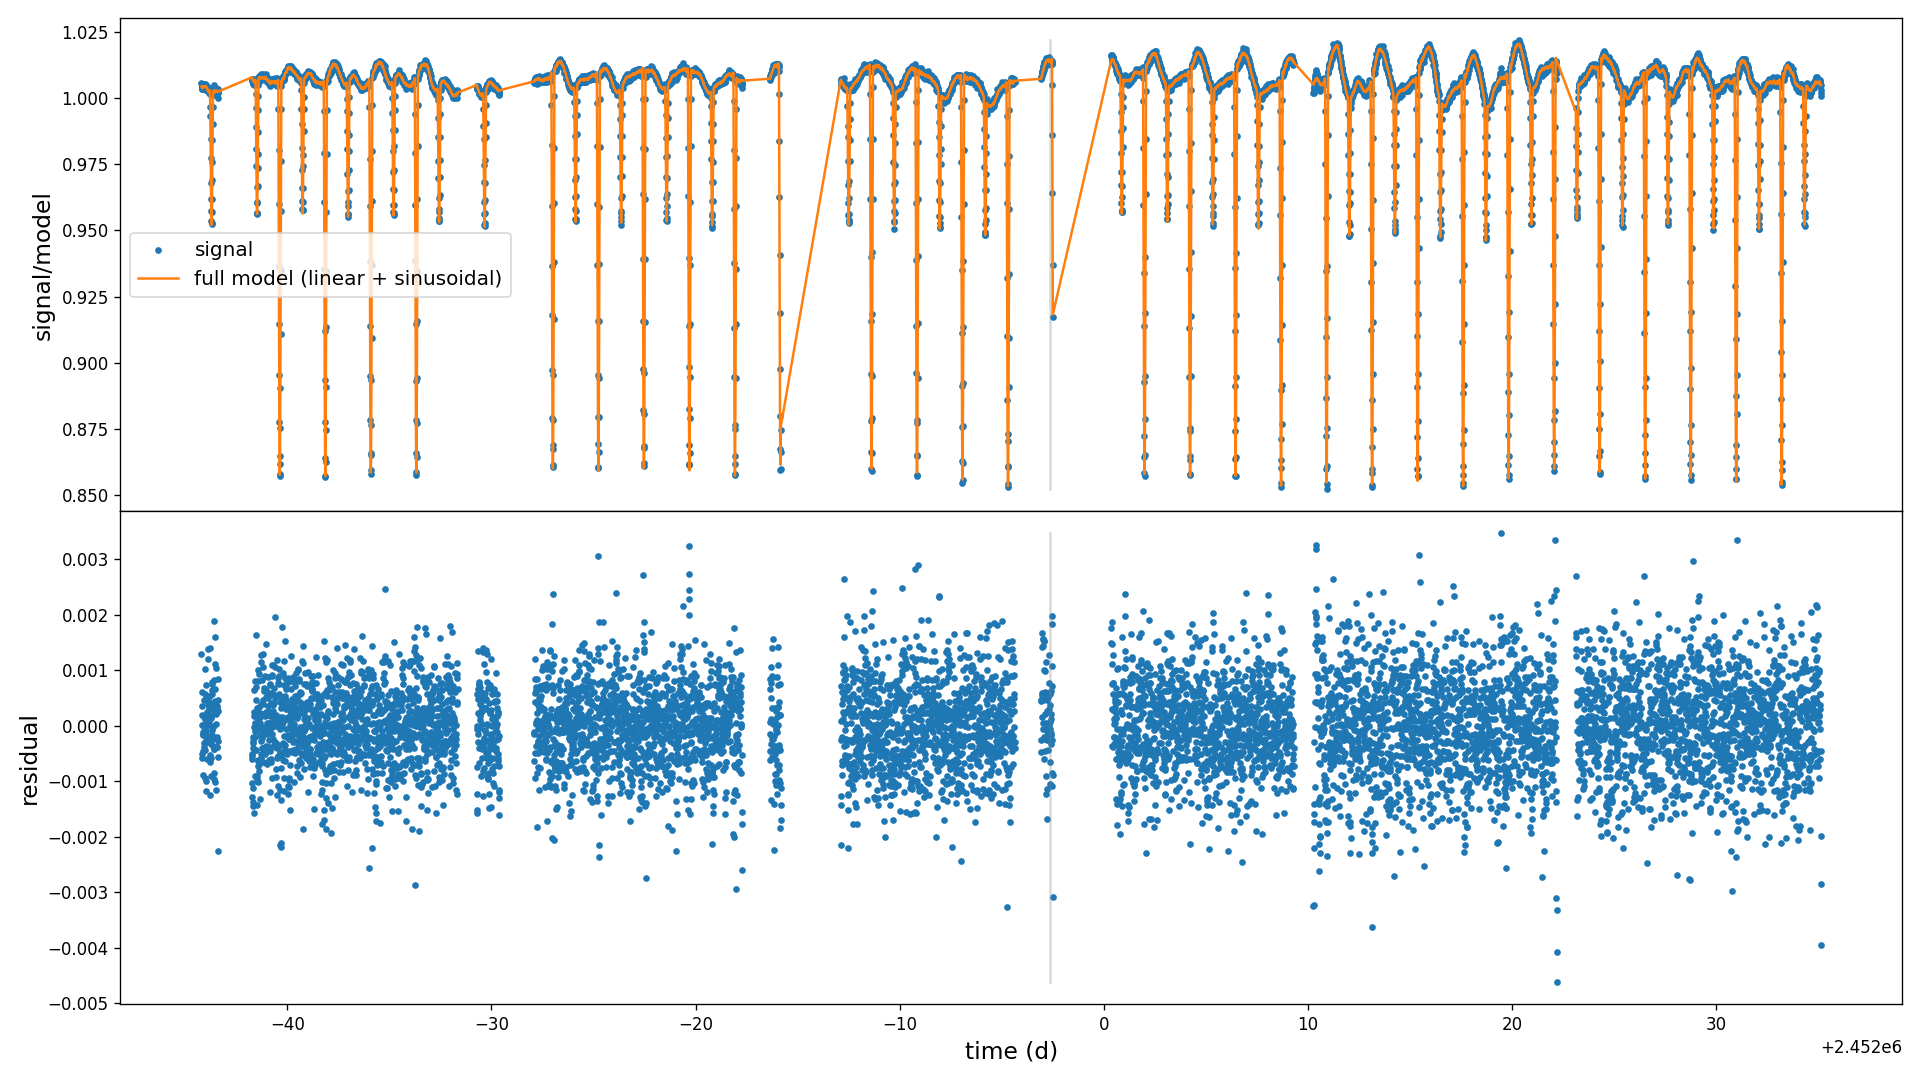 1.025
1.000
0.975
0.950
0.925
0.900
0.875
0.850
signal/model
signal
full model (linear + sinusoidal)
0.003
0.002
0.001
0.000
−0.001
−0.002
−0.003
−0.004
−0.005
residual
−40 −30 −20 −10 0 10 20 30
time (d)
+2.452e6